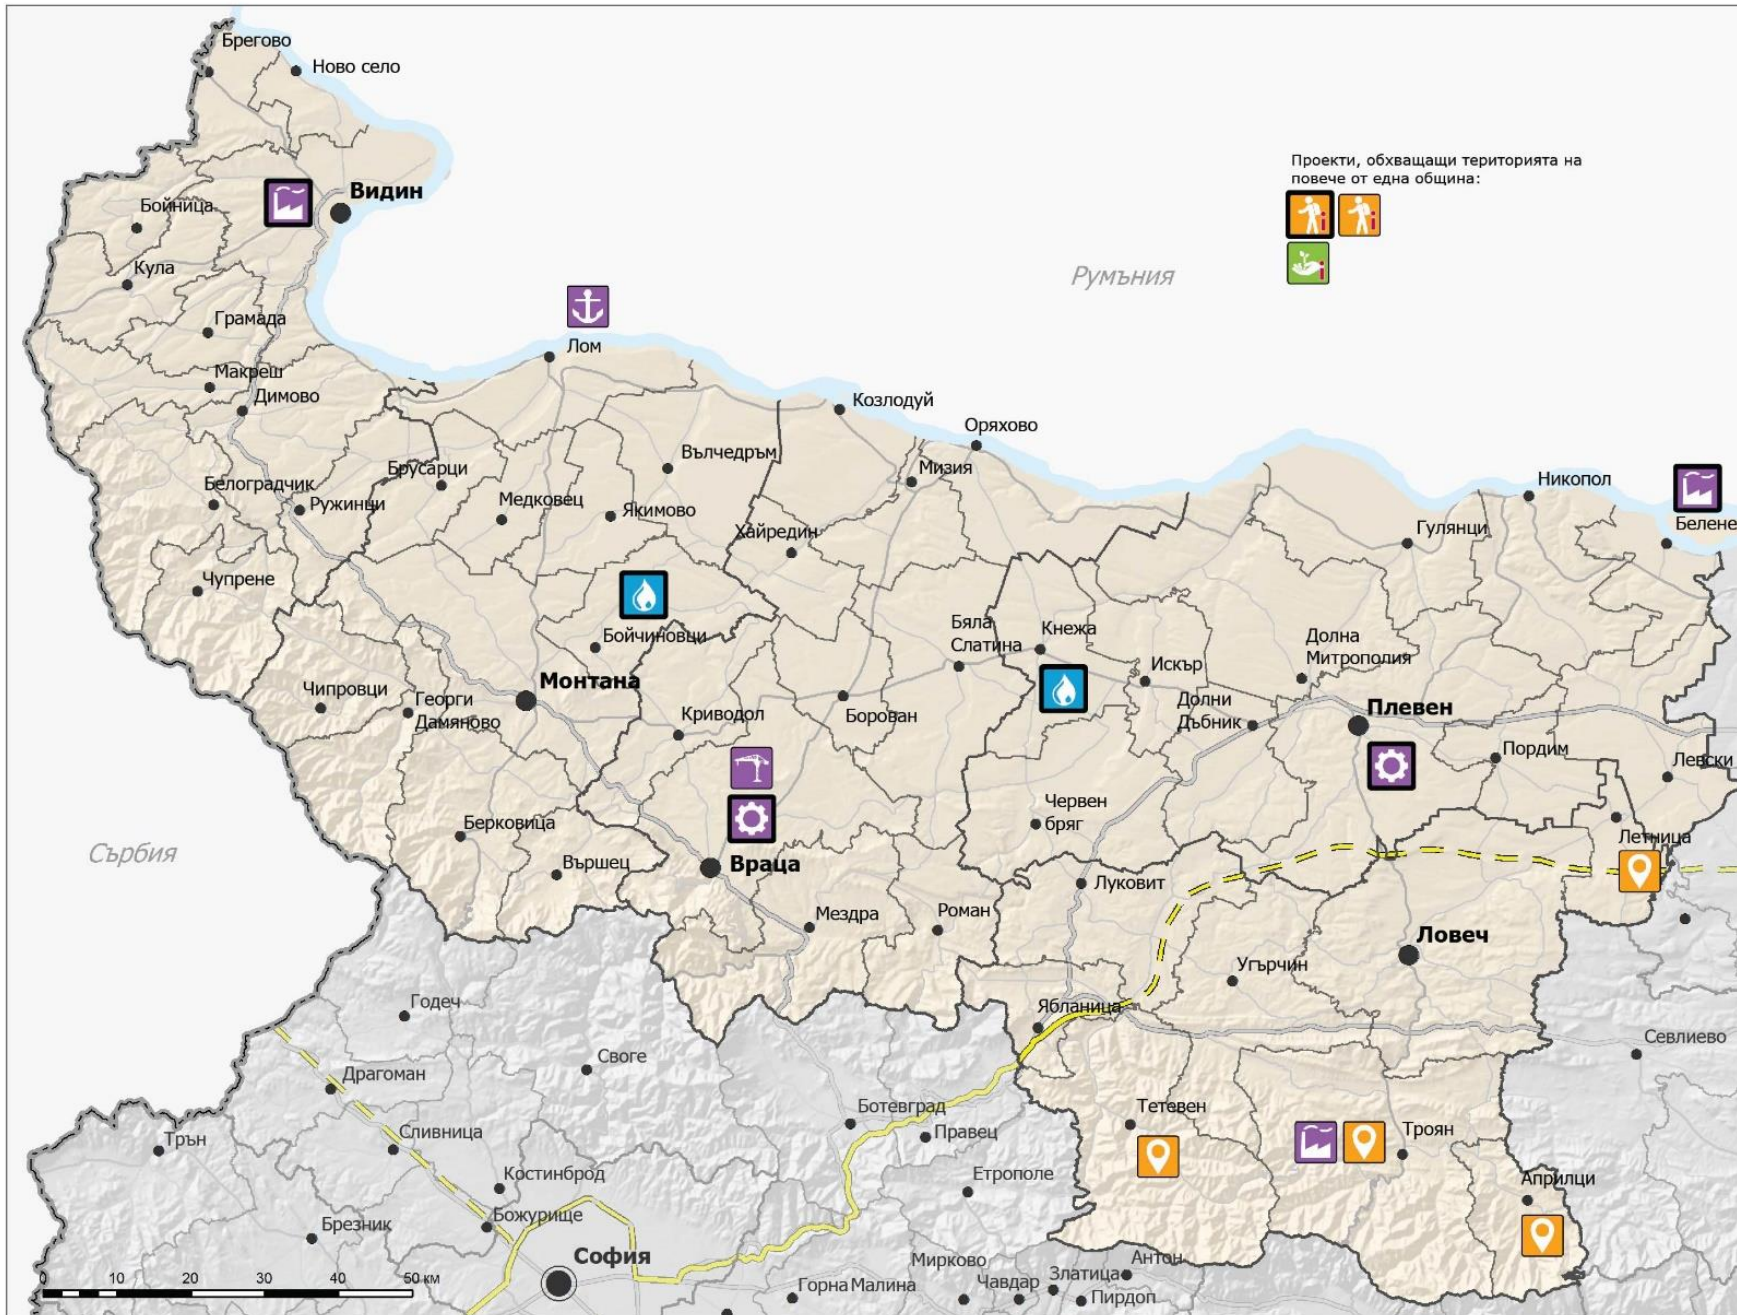 Брегово
Ново село
Проекти, обхващащи територията на
повече от една община:
Видин
Бойница
Кула
Румъния
Грамада
Лом
Макреш
Димово
Козлодуй
Оряхово
Вълчедръм
Мизия
Брусарци
Никопол
Белоградчик
Ружинци
Медковец
Якимово
Хайредин
Гулянци
Белене
Чупрене
Бойчиновци
Бяла
Слатина
Кнежа
Долна
Митрополия
Искър
Монтана
Чипровци
Георги
Дамяново
Криводол
Борован
Долни
Дъбник
Плевен
Пордим
Левски
Червен
бряг
Берковица
Летница
Сърбия
Вършец
Враца
Луковит
Мездра
Роман
Ловеч
Угърчин
Ябланица
Годеч
Своге
Севлиево
Драгоман
Ботевград
Тетевен
Троян
Трън
Сливница
Правец
Костинброд
Етрополе
Априлци
Брезник
Божурище
София
Мирково
Антон
0 10 20 30 40 50 км
Горна Малина
Чавдар
Златица
Пирдоп